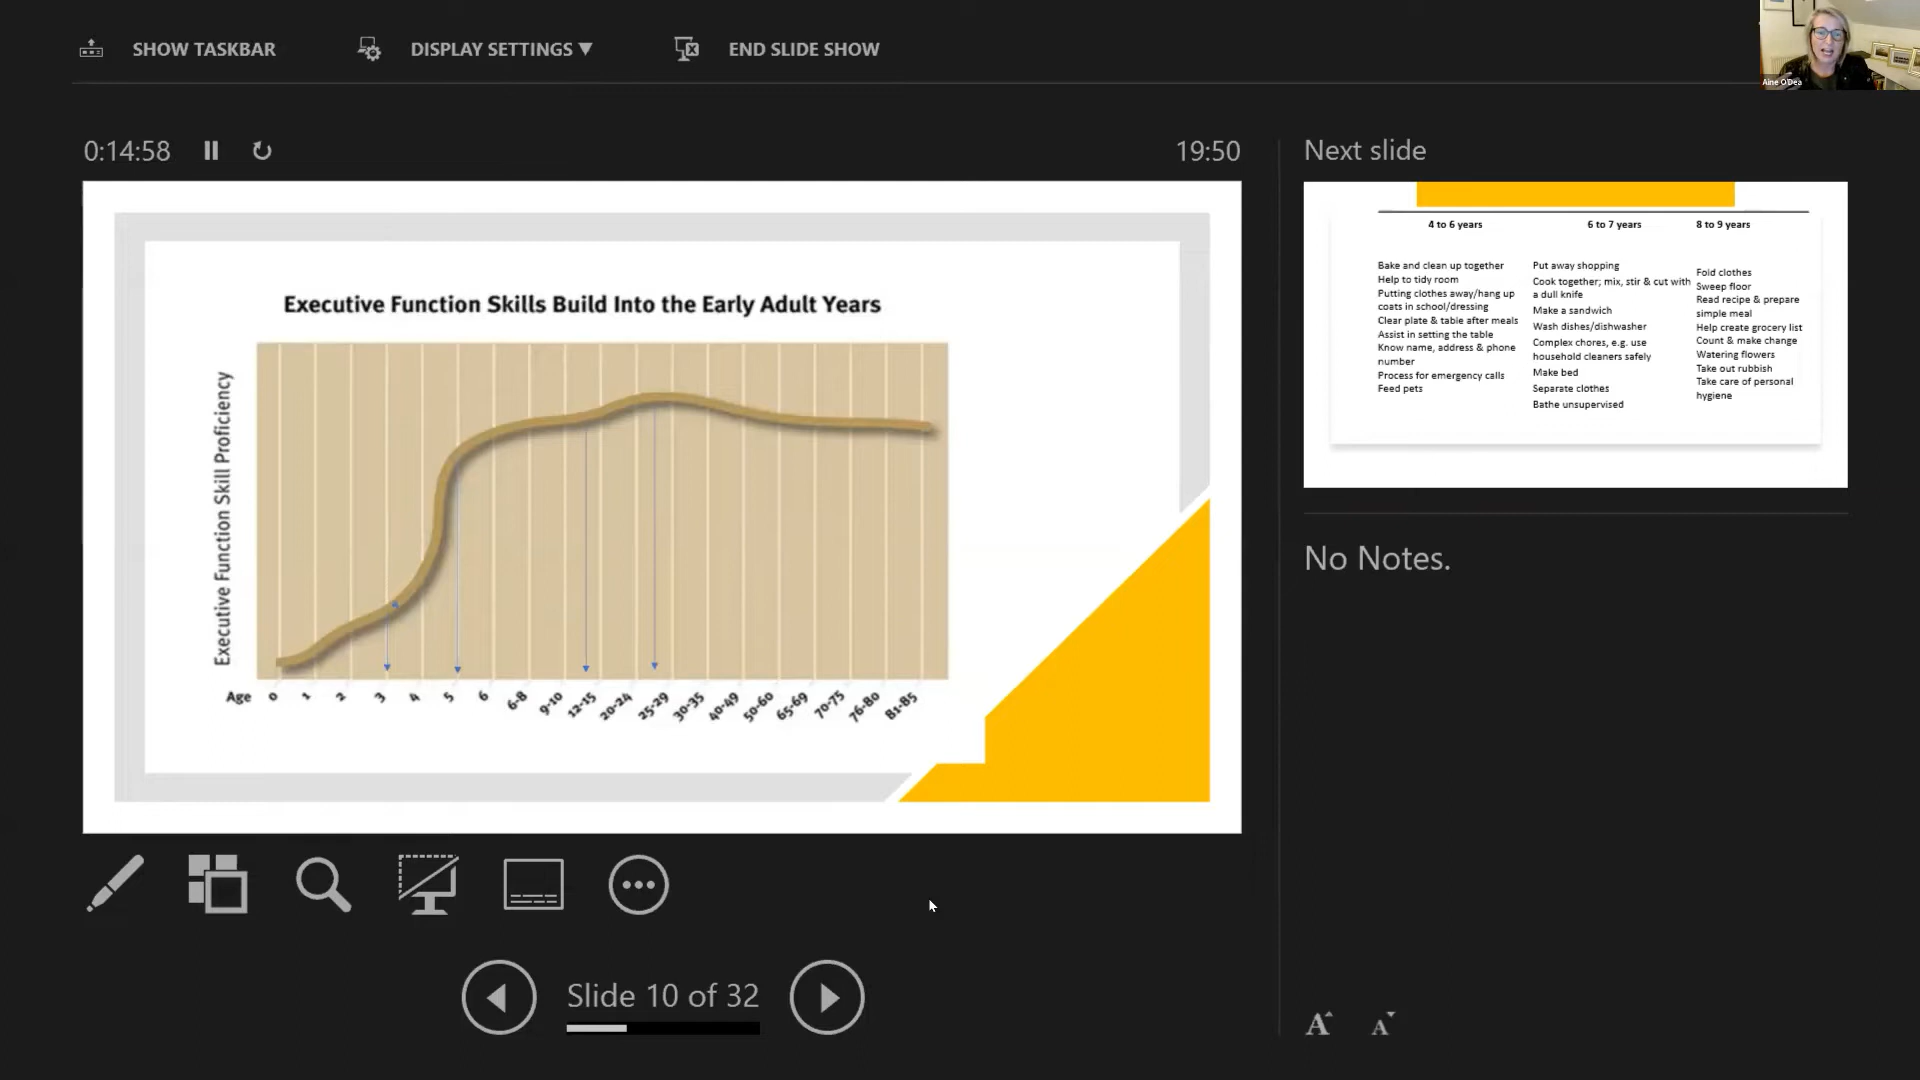 SHOW TASKBAR
DISPLAY SETTINGS ▼
END SLIDE SHOW
Aine O'Dea
0:14:58
19:50
Next slide
Executive Function Skills Build Into the Early Adult Years
Executive Function Skill Proficiency
Age 0 1 2 3 4 5 6 6-8 9-10 12-15 20-24 25-29 30-35 40-49 50-60 65-69 70-75 76-80 81-85
4 to 6 years
Bake and clean up together
Help to tidy room
Putting clothes away/hang up
coats in school/dressing
Clear plate & table after meals
Assist in setting the table
Know name, address & phone
number
Process for emergency calls
Feed pets
6 to 7 years
Put away shopping
Cook together; mix, stir & cut with
a dull knife
Make a sandwich
Wash dishes/dishwasher
Complex chores, e.g. use
household cleaners safely
Make bed
Separate clothes
Bathe unsupervised
8 to 9 years
Fold clothes
Sweep floor
Read recipe & prepare
simple meal
Help create grocery list
Count & make change
Watering flowers
Take out rubbish
Take care of personal
hygiene
No Notes.
Slide 10 of 32
A A